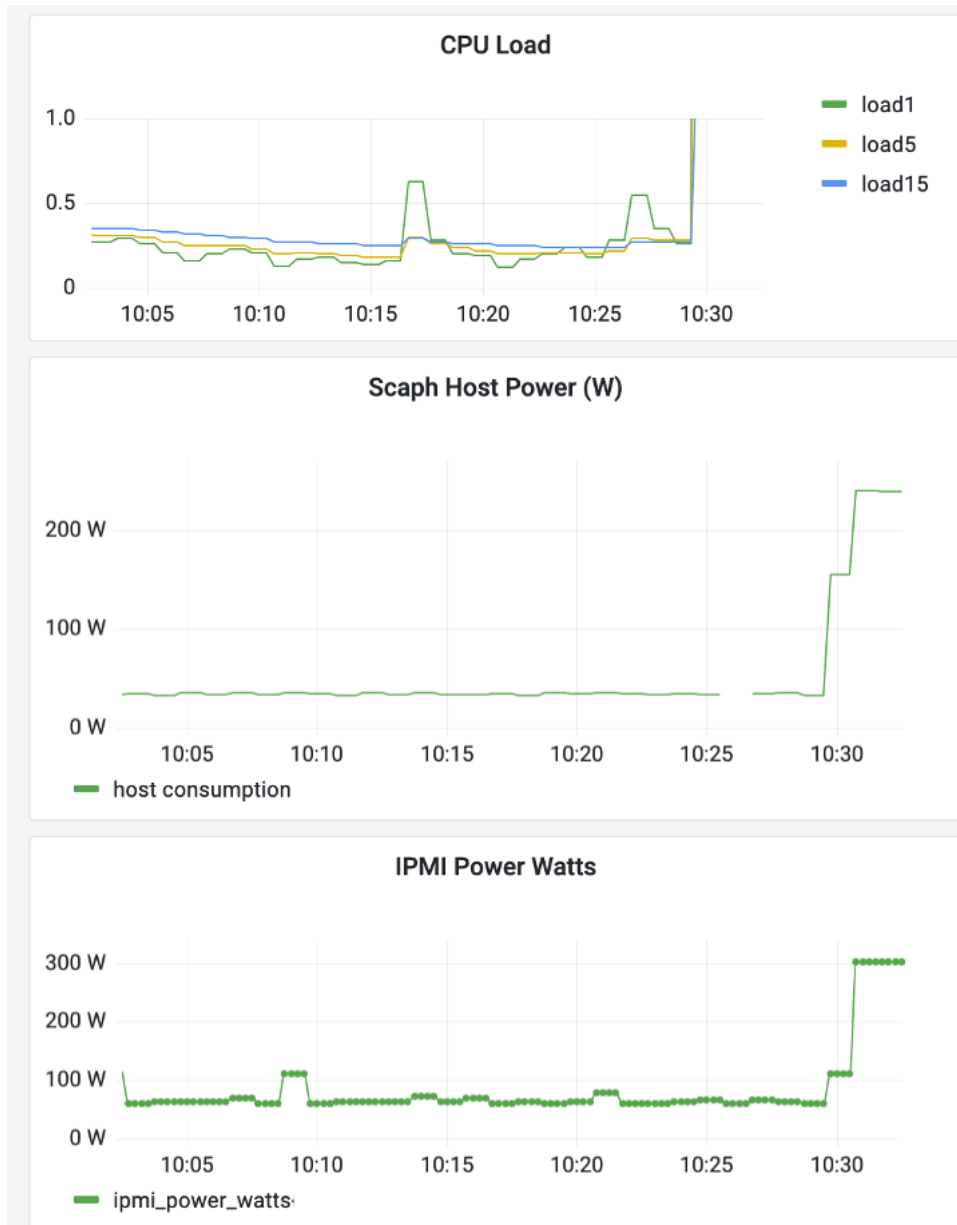 CPU Load
1.0
0.5
0
10:05 10:10 10:15 10:20 10:25 10:30
load1
load5
load15
Scaph Host Power (W)
200 W
100 W
0 W
10:05 10:10 10:15 10:20 10:25 10:30
host consumption
IPMI Power Watts
300 W
200 W
100 W
0 W
10:05 10:10 10:15 10:20 10:25 10:30
ipmi_power_watts